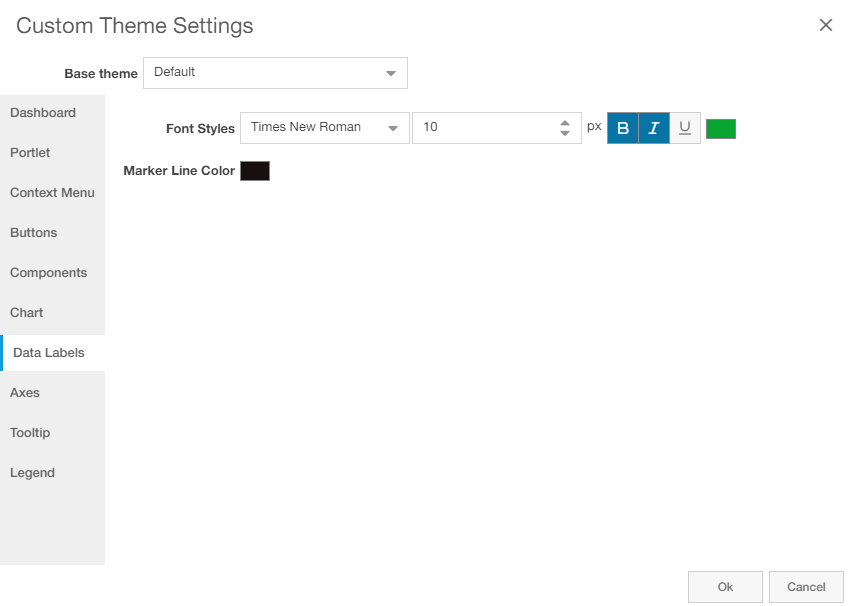 Custom Theme Settings
Base theme Default
Dashboard
Font Styles Times New Roman 10 px B I U
Portlet
Marker Line Color
Context Menu
Buttons
Components
Chart
Data Labels
Axes
Tooltip
Legend
Ok Cancel